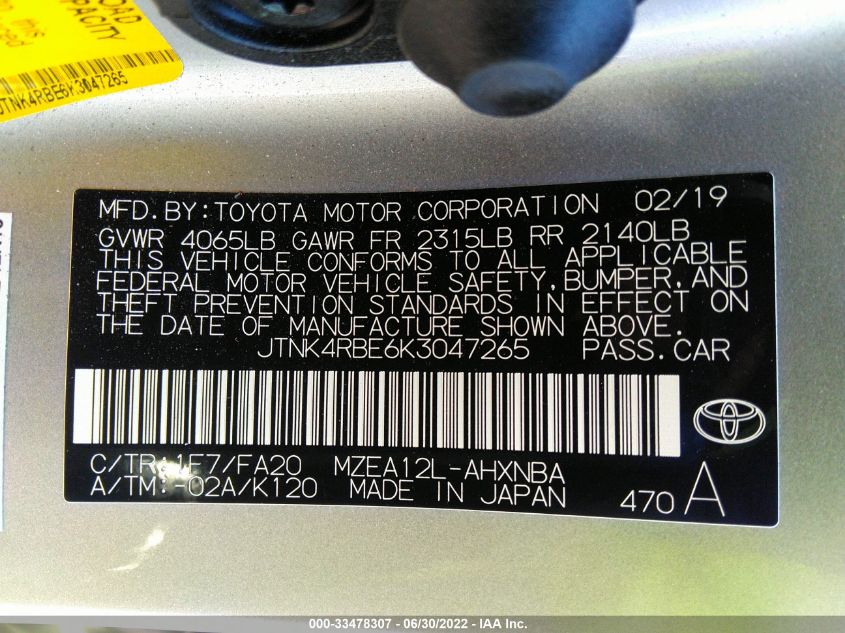 OAD
PACITY
JTNK4RBE6K3047265
MFD.BY:TOYOTA MOTOR CORPORATION 02/19
GVWR 4065LB GAWR FR 2315LB RR 2140LB
THIS VEHICLE CONFORMS TO ALL APPLICABLE
FEDERAL MOTOR VEHICLE SAFETY,BUMPER,AND
THEFT PREVENTION STANDARDS IN EFFECT ON
THE DATE OF MANUFACTURE SHOWN ABOVE.
JTNK4RBE6K3047265 PASS.CAR
C/TR: 1F7/FA20 MZEA12L-AHXNBA
A/TM:-02A/K120 MADE IN JAPAN 470 A
000-33478307 - 06/30/2022 - IAA Inc.